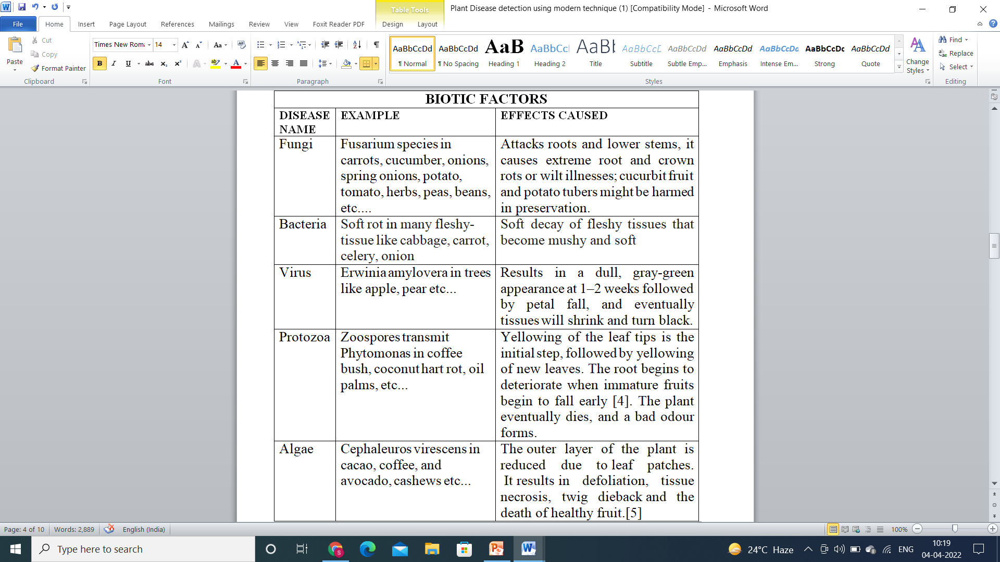 Plant Disease detection using modern technique (1) [Compatibility Mode] - Microsoft Word
Table Tools
File Home Insert Page Layout References Mailings Review View Foxit Reader PDF Design Layout
Paste
Cut
Copy
Format Painter
Clipboard
Times New Rom 14
Font
Paragraph
AaBbCcDd AaBbCcDd AaB AaBbCcI AaBl AaBbCcL AaBbCcDd AaBbCcDd AaBbCcDd AaBbCcDc AaBbCcDd
¶ Normal ¶ No Spacing Heading 1 Heading 2 Title Subtitle Subtle Emp... Emphasis Intense Em... Strong Quote
Styles
Change
Styles
Find
Replace
Select
Editing
BIOTIC FACTORS
DISEASE
NAME
EXAMPLE
EFFECTS CAUSED
Fungi
Fusarium species in
carrots, cucumber, onions,
spring onions, potato,
tomato, herbs, peas, beans,
etc....
Attacks roots and lower stems, it
causes extreme root and crown
rots or wilt illnesses; cucurbit fruit
and potato tubers might be harmed
in preservation.
Bacteria
Soft rot in many fleshy-
tissue like cabbage, carrot,
celery, onion
Soft decay of fleshy tissues that
become mushy and soft
Virus
Erwinia amylovera in trees
like apple, pear etc...
Results in a dull, gray-green
appearance at 1–2 weeks followed
by petal fall, and eventually
tissues will shrink and turn black.
Protozoa
Zoospores transmit
Phytomonas in coffee
bush, coconut hart rot, oil
palms, etc...
Yellowing of the leaf tips is the
initial step, followed by yellowing
of new leaves. The root begins to
deteriorate when immature fruits
begin to fall early [4]. The plant
eventually dies, and a bad odour
forms.
Algae
Cephaleuros virescens in
cacao, coffee, and
avocado, cashews etc...
The outer layer of the plant is
reduced due to leaf patches.
It results in defoliation, tissue
necrosis, twig dieback and the
death of healthy fruit.[5]
Page: 4 of 10 Words: 2,889 English (India) 100%
Type here to search
24°C Haze
ENG
10:19
04-04-2022